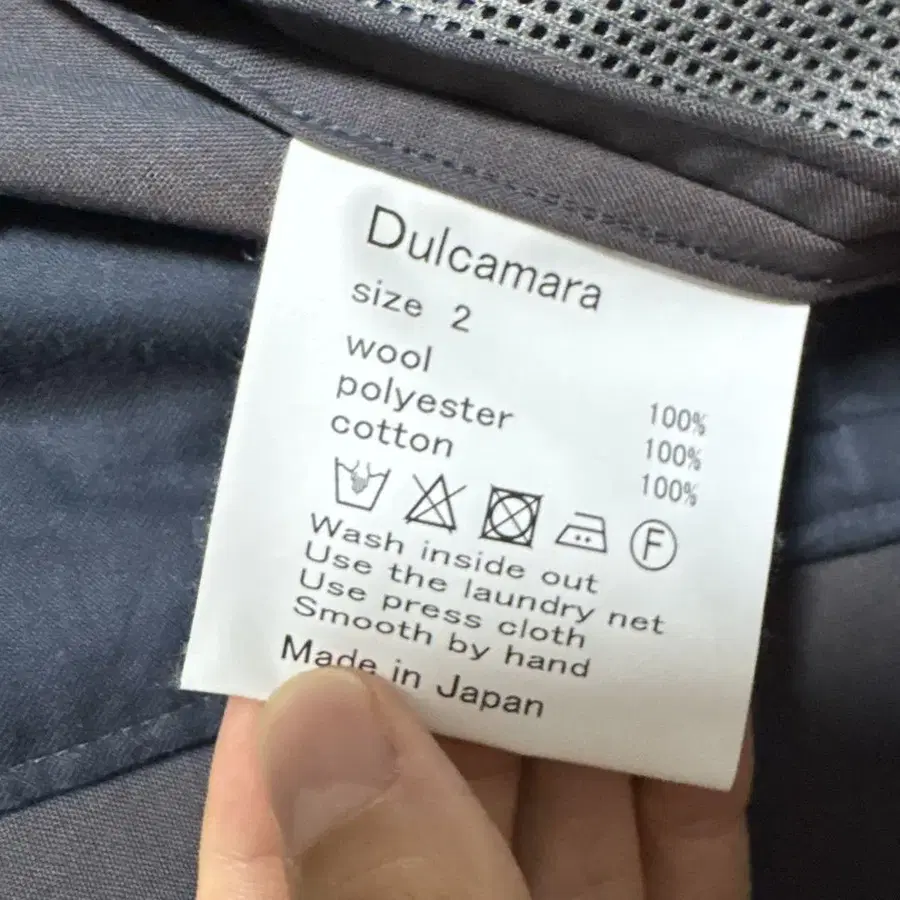 Dulcamara
size 2
wool 100%
polyester 100%
cotton 100%
F
Wash inside out
Use the laundry net
Use press cloth
Smooth by hand
Made in Japan